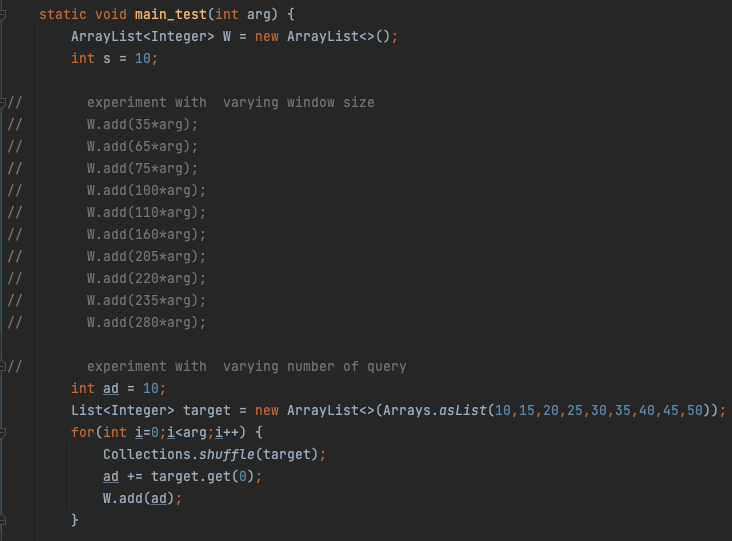 static void main_test(int arg) {
    ArrayList<Integer> W = new ArrayList<>();
    int s = 10;
//        experiment with  varying window size
//        W.add(35*arg);
//        W.add(65*arg);
//        W.add(75*arg);
//        W.add(100*arg);
//        W.add(110*arg);
//        W.add(160*arg);
//        W.add(205*arg);
//        W.add(220*arg);
//        W.add(235*arg);
//        W.add(280*arg);
//        experiment with  varying number of query
    int ad = 10;
    List<Integer> target = new ArrayList<>(Arrays.asList(10,15,20,25,30,35,40,45,50));
    for(int i=0;i<arg;i++) {
        Collections.shuffle(target);
        ad += target.get(0);
        W.add(ad);
    }